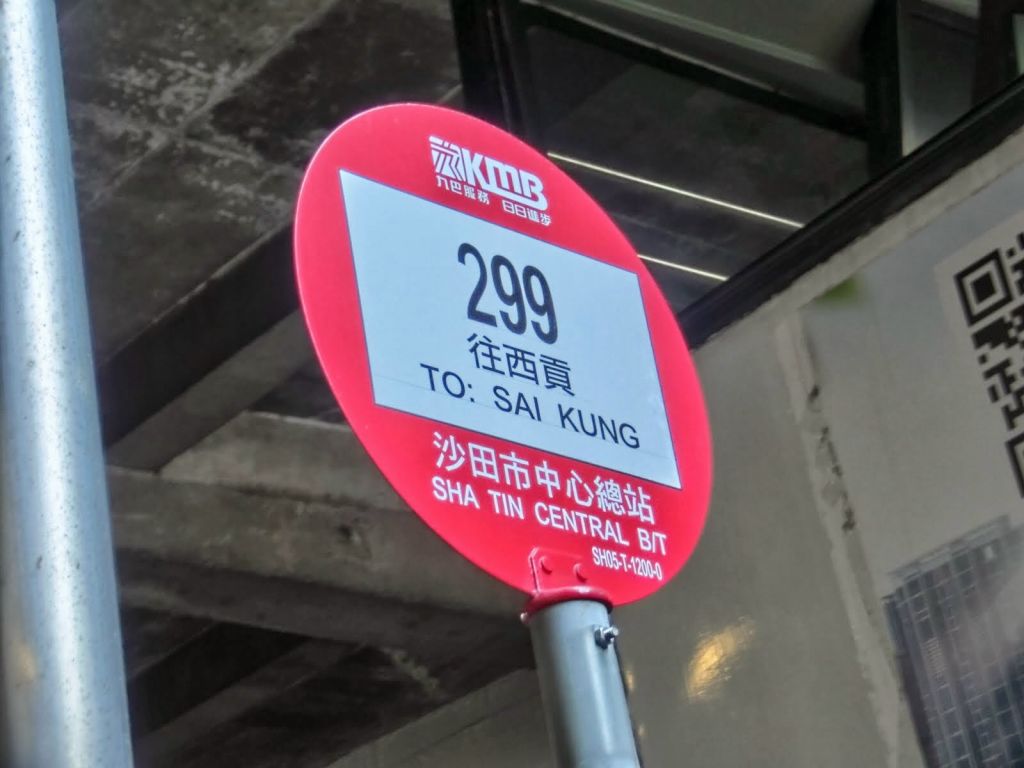 KMB
九巴服務 日日進步
299
往西貢
TO: SAI KUNG
沙田市中心總站
SHA TIN CENTRAL B/T
SH05-T-1200-0